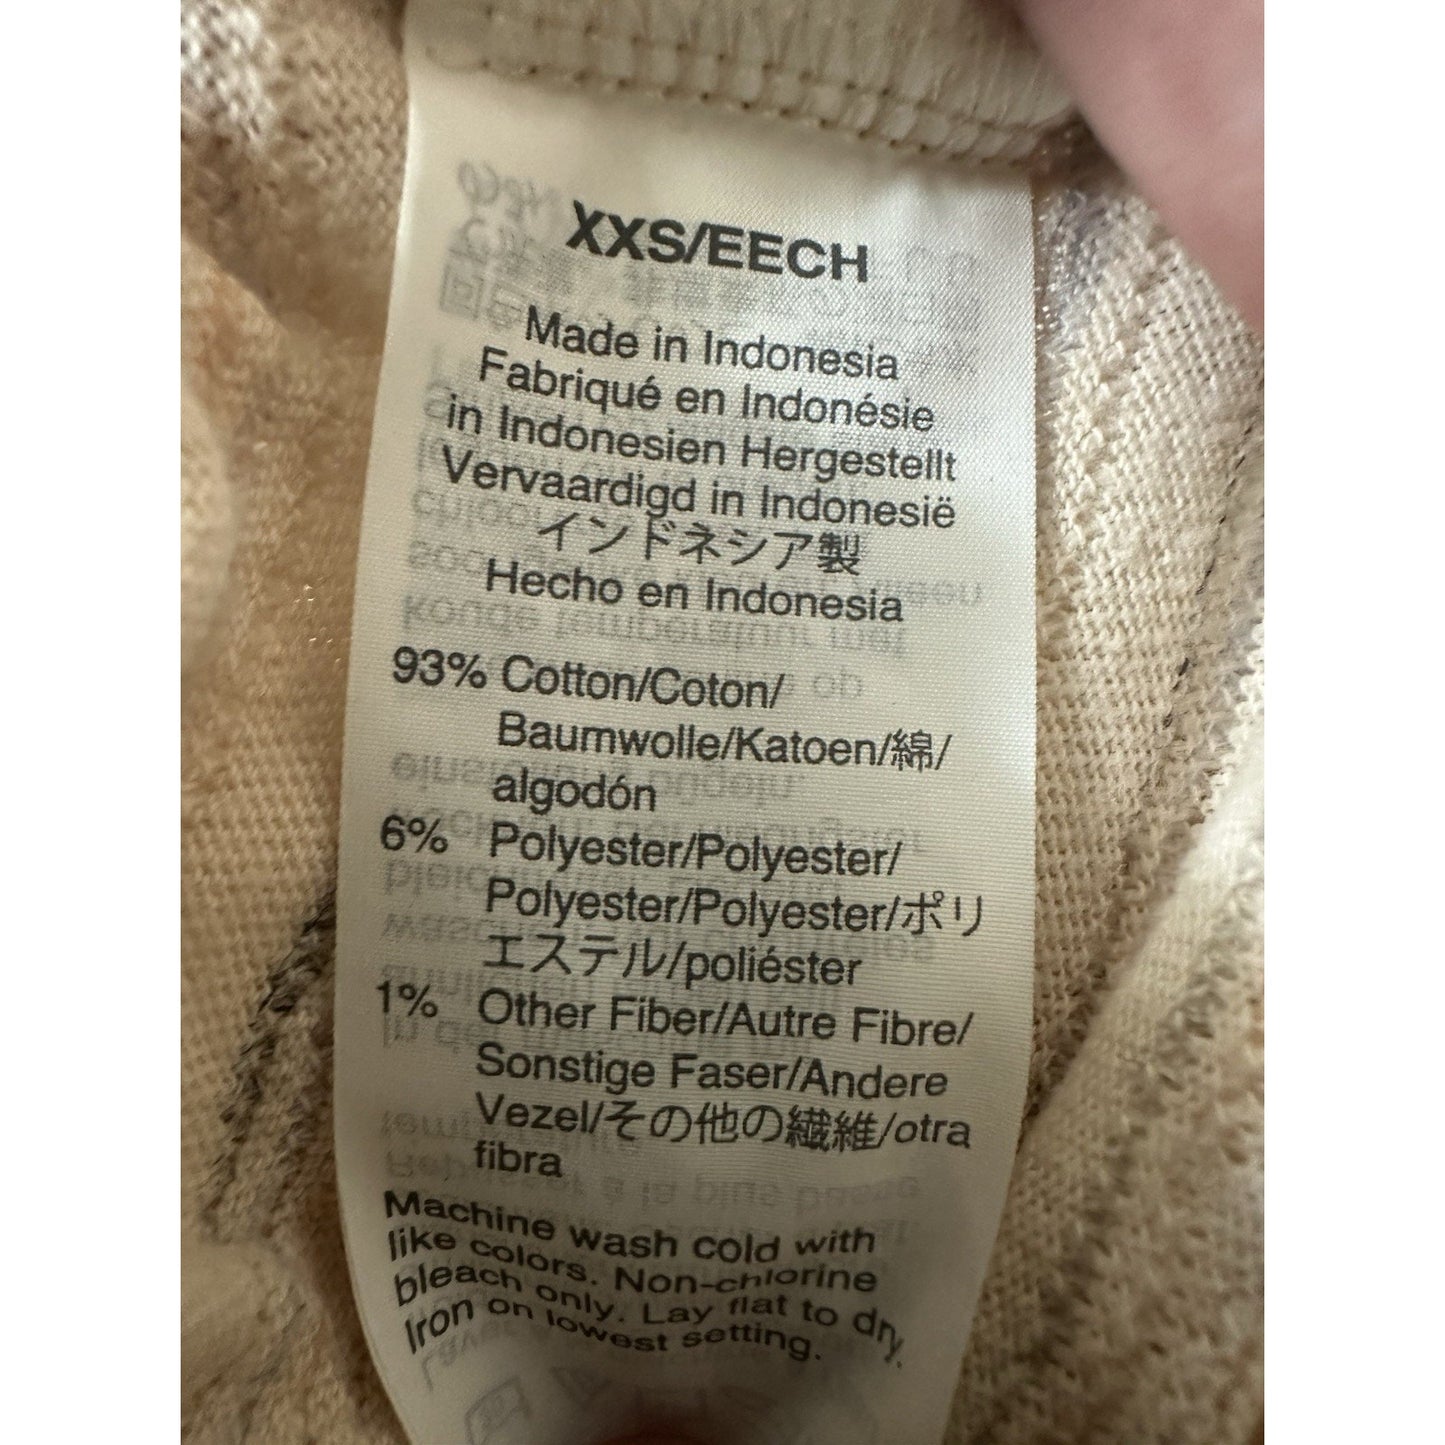 XXS/EECH
Made in Indonesia
Fabriqué en Indonésie
in Indonesien Hergestellt
Vervaardigd in Indonesië
インドネシア製
Hecho en Indonesia
93% Cotton/Coton/
Baumwolle/Katoen/綿/
algodón
6% Polyester/Polyester/
Polyester/Polyester/ポリ
エステル/poliéster
1% Other Fiber/Autre Fibre/
Sonstige Faser/Andere
Vezel/その他の繊維/otra
fibra
Machine wash cold with
like colors. Non-chlorine
bleach only. Lay flat to dry.
Iron on lowest setting.